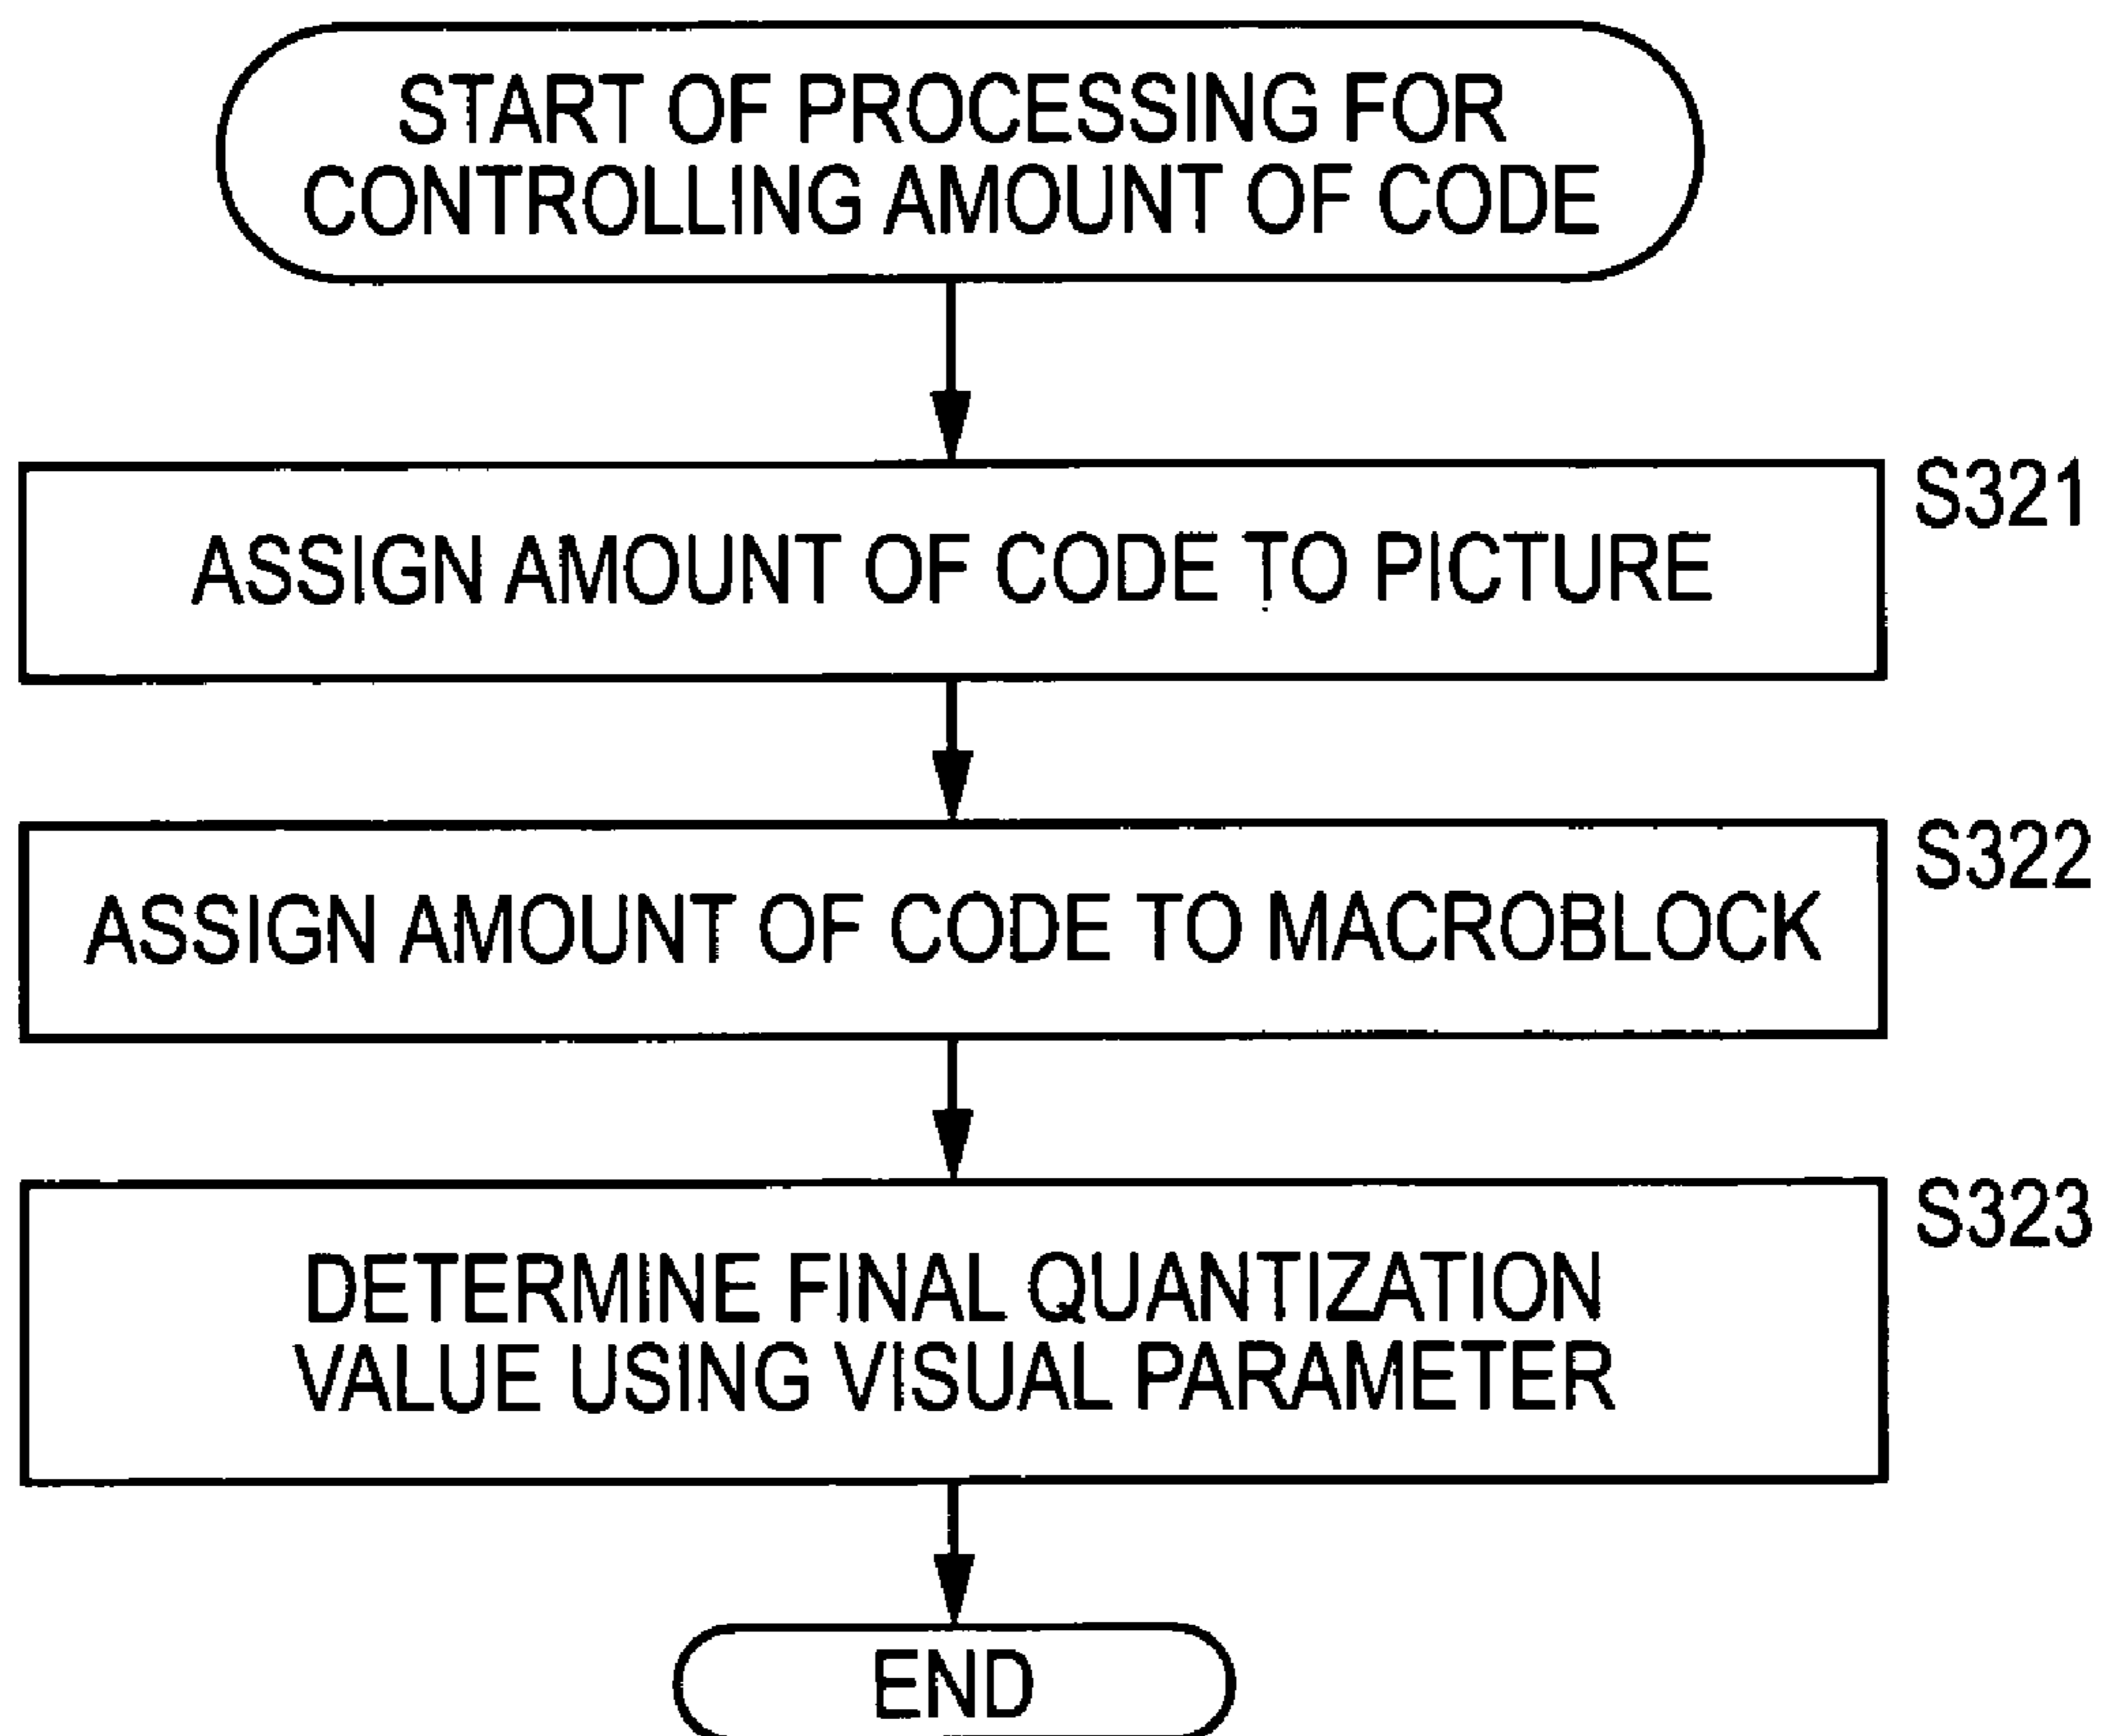 START OF PROCESSING FOR
CONTROLLING AMOUNT OF CODE
S321
ASSIGN AMOUNT OF CODE TO PICTURE
S322
ASSIGN AMOUNT OF CODE TO MACROBLOCK
S323
DETERMINE FINAL QUANTIZATION
VALUE USING VISUAL PARAMETER
END